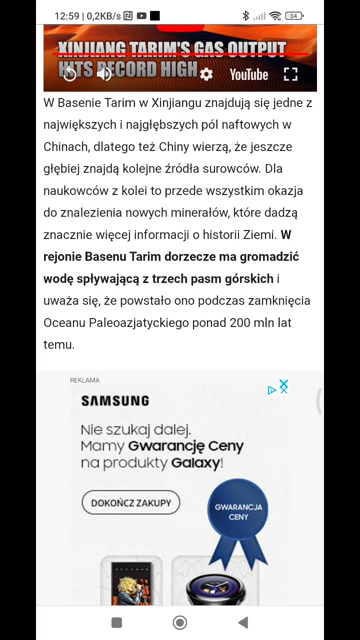 12:59 | 0,2KB/s
34
XINJIANG TARIM'S GAS OUTPUT
HITS RECORD HIGH
YouTube
W Basenie Tarim w Xinjiangu znajdują się jedne z
największych i najgłębszych pól naftowych w
Chinach, dlatego też Chiny wierzą, że jeszcze
głębiej znajdą kolejne źródła surowców. Dla
naukowców z kolei to przede wszystkim okazja
do znalezienia nowych minerałów, które dadzą
znacznie więcej informacji o historii Ziemi. W
rejonie Basenu Tarim dorzecze ma gromadzić
wodę spływającą z trzech pasm górskich i
uważa się, że powstało ono podczas zamknięcia
Oceanu Paleoazjatyckiego ponad 200 mln lat
temu.
REKLAMA
SAMSUNG
Nie szukaj dalej.
Mamy Gwarancję Ceny
na produkty Galaxy!
DOKOŃCZ ZAKUPY
GWARANCJA
CENY